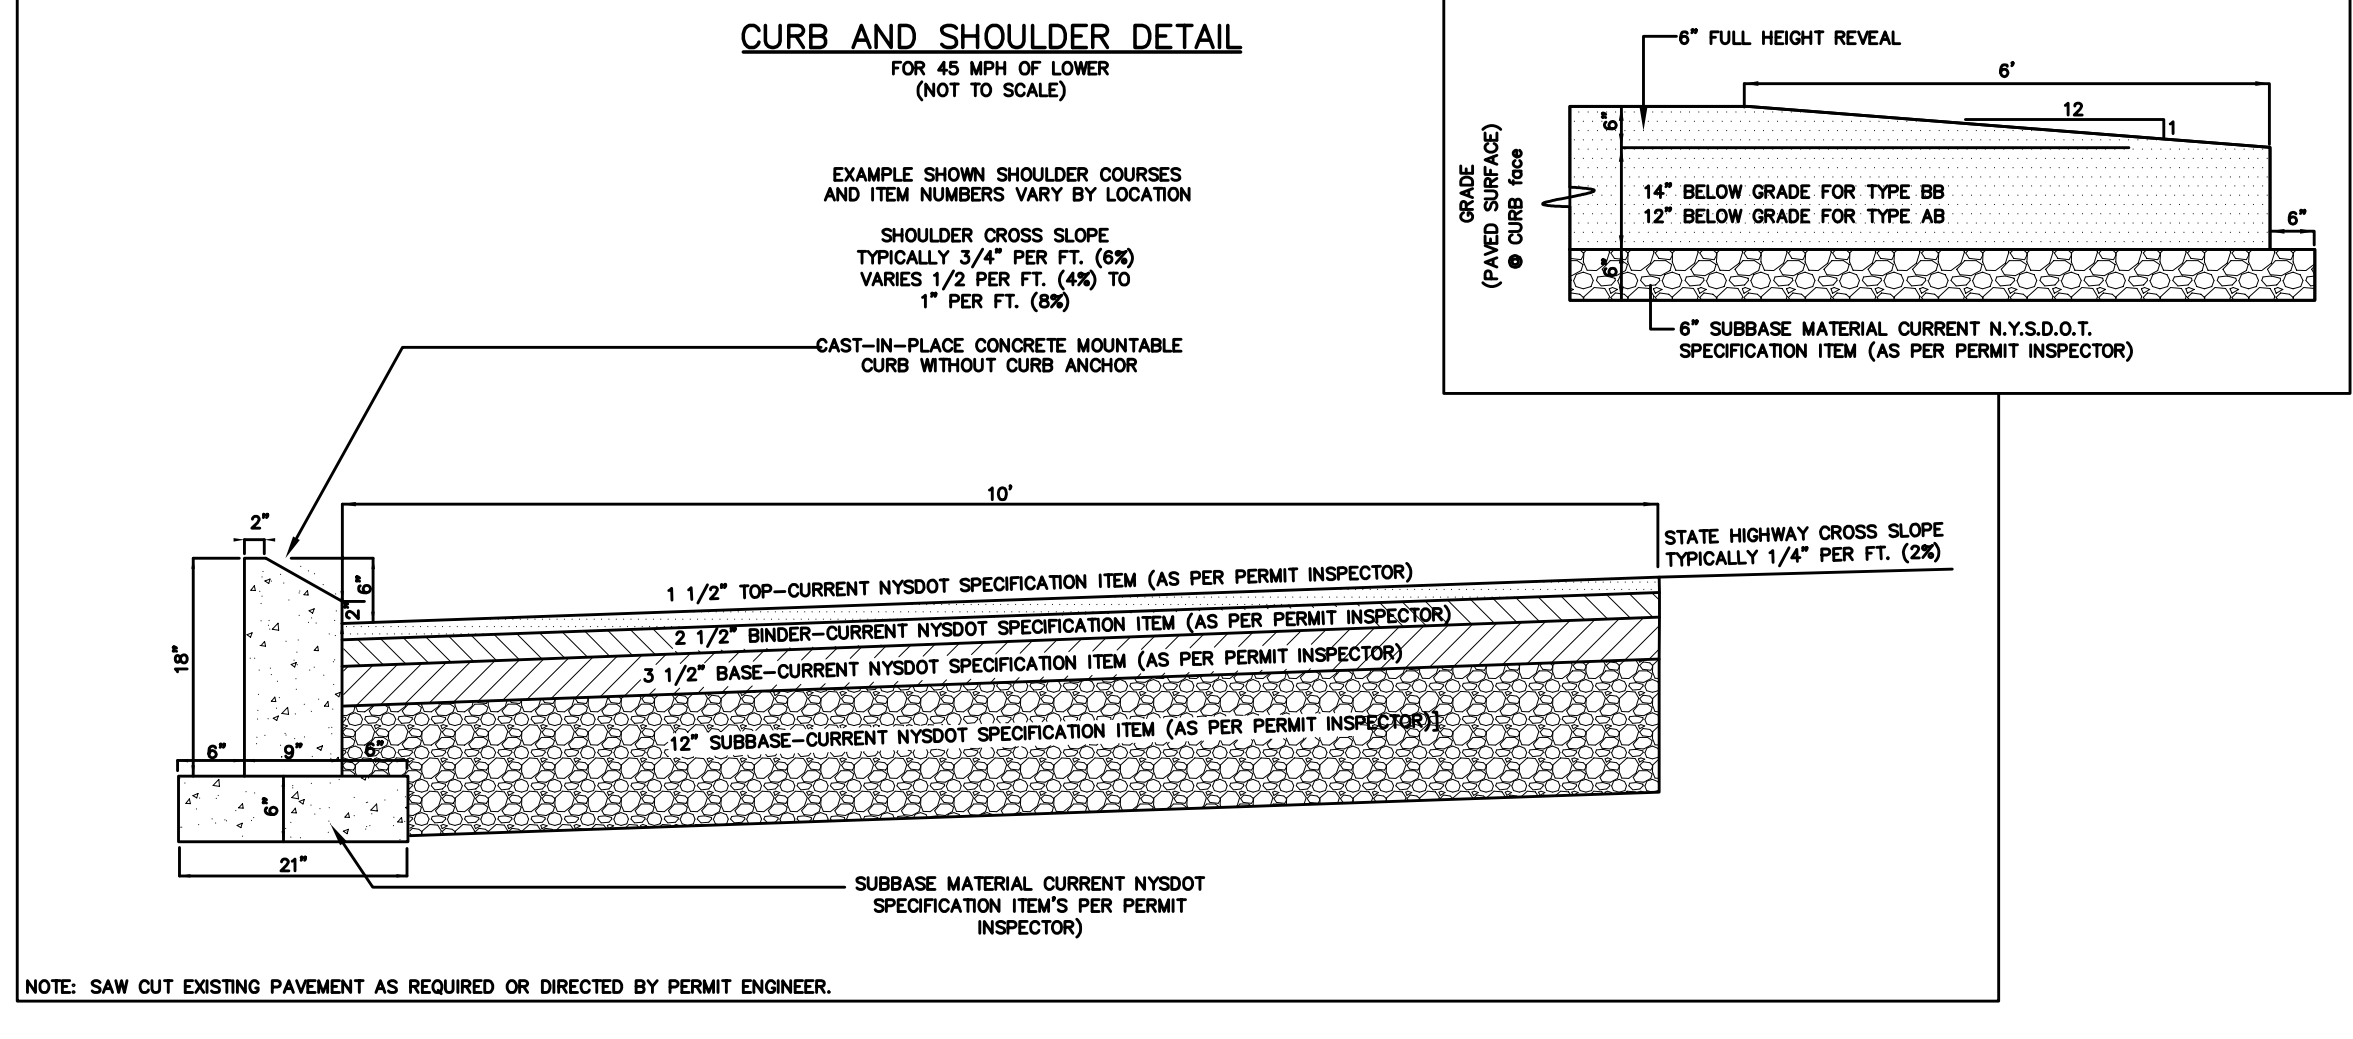 CURB AND SHOULDER DETAIL
FOR 45 MPH OF LOWER
(NOT TO SCALE)
EXAMPLE SHOWN SHOULDER COURSES
AND ITEM NUMBERS VARY BY LOCATION
SHOULDER CROSS SLOPE
TYPICALLY 3/4" PER FT. (6%)
VARIES 1/2 PER FT. (4%) TO
1" PER FT. (8%)
CAST-IN-PLACE CONCRETE MOUNTABLE
CURB WITHOUT CURB ANCHOR
10'
2"
6"
2"
18"
6"
9"
6"
6"
21"
STATE HIGHWAY CROSS SLOPE
TYPICALLY 1/4" PER FT. (2%)
1 1/2" TOP-CURRENT NYSDOT SPECIFICATION ITEM (AS PER PERMIT INSPECTOR)
2 1/2" BINDER-CURRENT NYSDOT SPECIFICATION ITEM (AS PER PERMIT INSPECTOR)
3 1/2" BASE-CURRENT NYSDOT SPECIFICATION ITEM (AS PER PERMIT INSPECTOR)
12" SUBBASE-CURRENT NYSDOT SPECIFICATION ITEM (AS PER PERMIT INSPECTOR)]
SUBBASE MATERIAL CURRENT NYSDOT
SPECIFICATION ITEM'S PER PERMIT
INSPECTOR)
NOTE: SAW CUT EXISTING PAVEMENT AS REQUIRED OR DIRECTED BY PERMIT ENGINEER.
6" FULL HEIGHT REVEAL
6'
12
1
6"
GRADE
(PAVED SURFACE)
@ CURB face
14" BELOW GRADE FOR TYPE BB
12" BELOW GRADE FOR TYPE AB
6"
6"
6" SUBBASE MATERIAL CURRENT N.Y.S.D.O.T.
SPECIFICATION ITEM (AS PER PERMIT INSPECTOR)